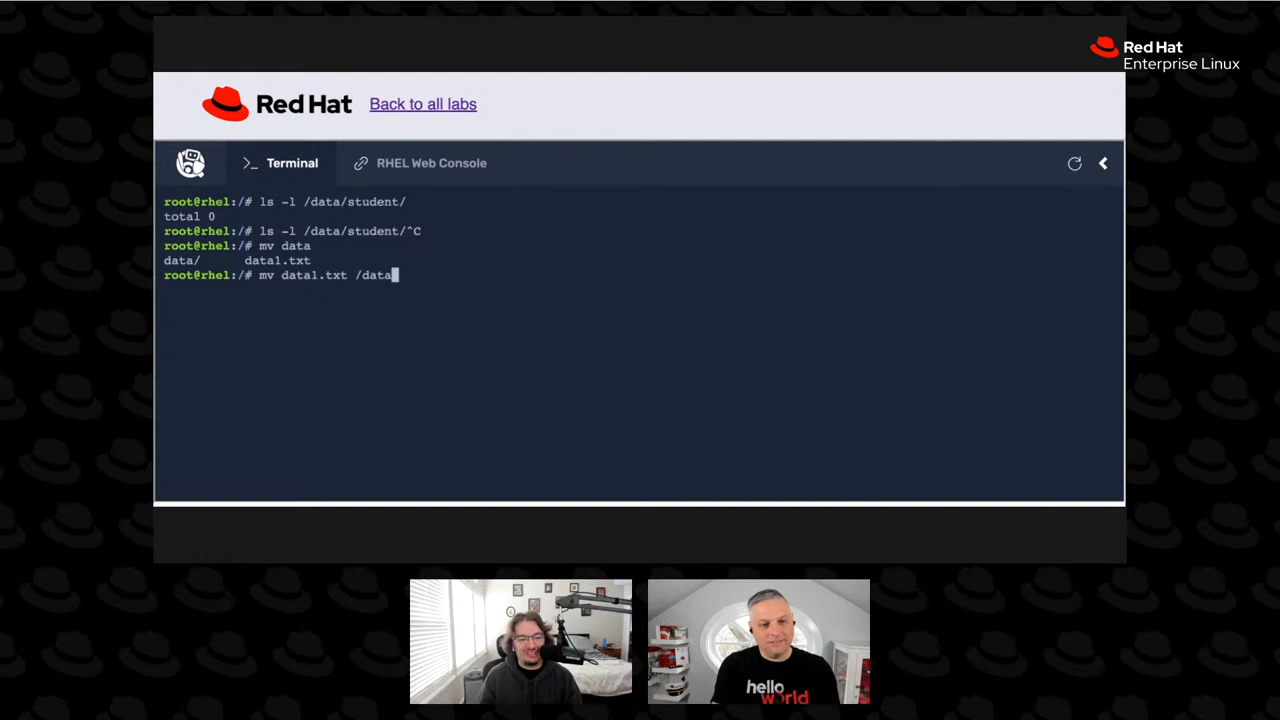 Red Hat
Enterprise Linux
Red Hat Back to all labs
>_ Terminal RHEL Web Console
root@rhel:/# ls -l /data/student/
total 0
root@rhel:/# ls -l /data/student/^C
root@rhel:/# mv data
data/ data1.txt
root@rhel:/# mv data1.txt /data
hello
world